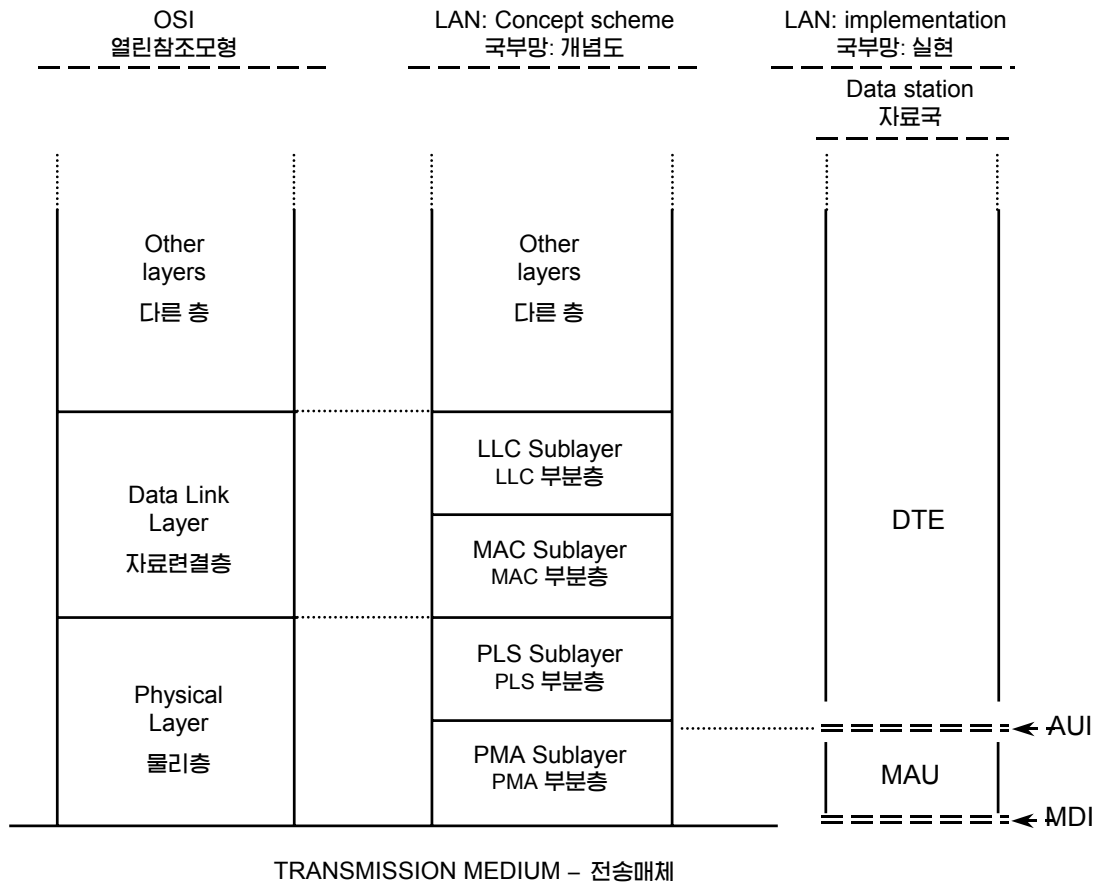 OSI
열린참조모형
LAN: Concept scheme
국부망: 개념도
LAN: implementation
국부망: 실현
Data station
자료국
Other
layers
다른 층
Other
layers
다른 층
LLC Sublayer
LLC 부분층
Data Link
Layer
자료련결층
MAC Sublayer
MAC 부분층
DTE
PLS Sublayer
PLS 부분층
Physical
Layer
물리층
PMA Sublayer
PMA 부분층
AUI
MAU
MDI
TRANSMISSION MEDIUM – 전송매체